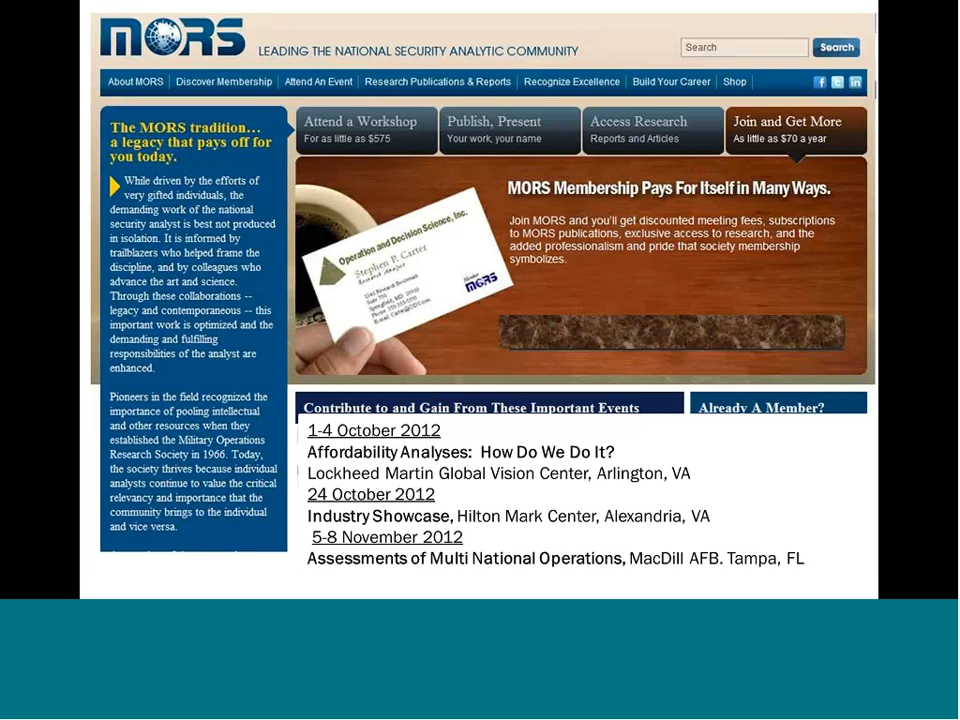 MORS
LEADING THE NATIONAL SECURITY ANALYTIC COMMUNITY
Search
Search
About MORS
Discover Membership
Attend An Event
Research Publications & Reports
Recognize Excellence
Build Your Career
Shop
The MORS tradition…
a legacy that pays off for
you today.
While driven by the efforts of
very gifted individuals, the
demanding work of the national
security analyst is best not produced
in isolation. It is informed by
trailblazers who helped frame the
discipline, and by colleagues who
advance the art and science.
Through these collaborations --
legacy and contemporaneous -- this
important work is optimized and the
demanding and fulfilling
responsibilities of the analyst are
enhanced.
Pioneers in the field recognized the
importance of pooling intellectual
and other resources when they
established the Military Operations
Research Society in 1966. Today,
the society thrives because individual
analysts continue to value the critical
relevancy and importance that the
community brings to the individual
and vice versa.
Attend a Workshop
For as little as $575
Publish, Present
Your work, your name
Access Research
Reports and Articles
Join and Get More
As little as $70 a year
MORS Membership Pays For Itself in Many Ways.
Join MORS and you'll get discounted meeting fees, subscriptions
to MORS publications, exclusive access to research, and the
added professionalism and pride that society membership
symbolizes.
Operation and Decision Science, Inc.
Stephen P. Carter
Research Analyst
Member
MORS
Contribute to and Gain From These Important Events
Already A Member?
1-4 October 2012
Affordability Analyses: How Do We Do It?
Lockheed Martin Global Vision Center, Arlington, VA
24 October 2012
Industry Showcase, Hilton Mark Center, Alexandria, VA
5-8 November 2012
Assessments of Multi National Operations, MacDill AFB. Tampa, FL